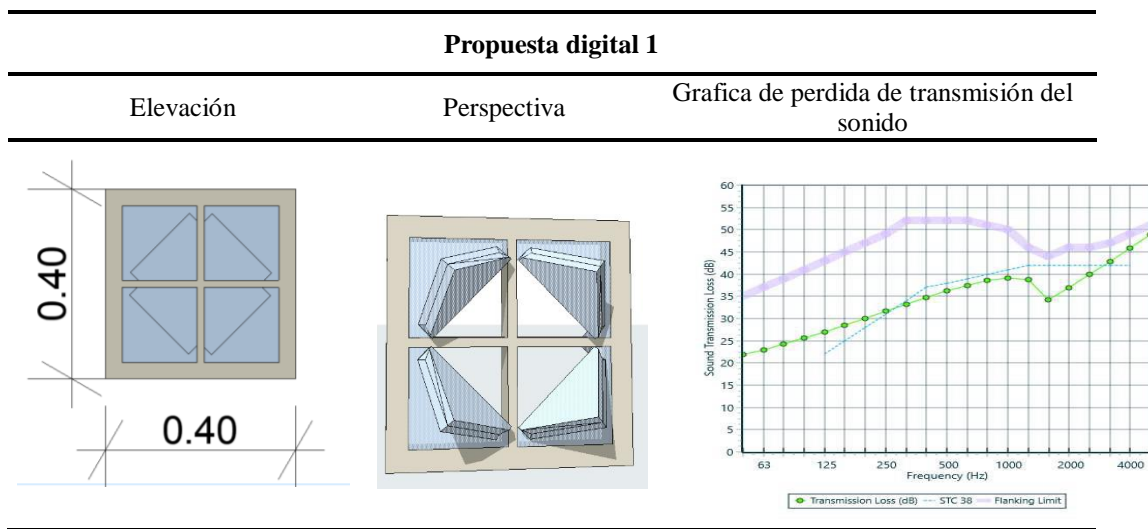 Propuesta digital 1
Elevación
Perspectiva
Grafica de perdida de transmisión del
sonido
0.40
0.40
60
55
50
45
40
35
30
25
20
15
10
5
0
Sound Transmission Loss (dB)
63 125 250 500 1000 2000 4000
Frequency (Hz)
Transmission Loss (dB) STC 38 Flanking Limit